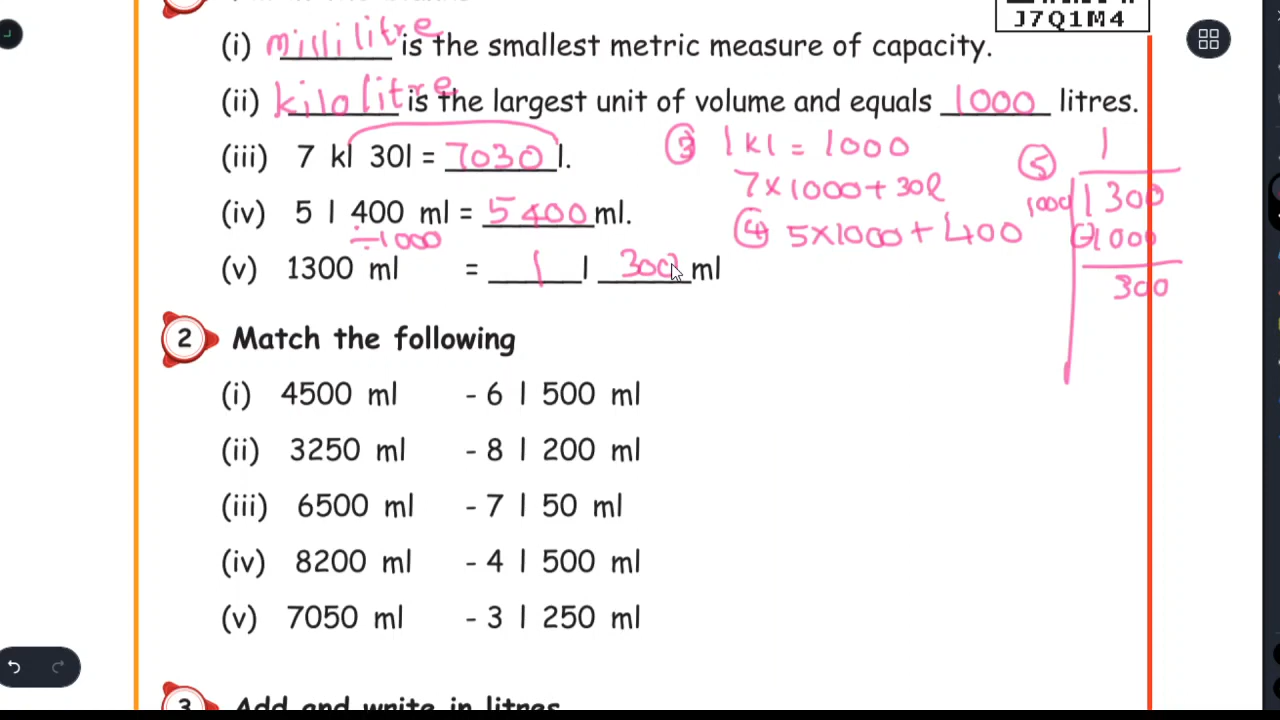 J7Q1M4
(i) millilitre is the smallest metric measure of capacity.
(ii) kilolitre is the largest unit of volume and equals 1000 litres.
(iii) 7 kl 30l = 7030 l.
(iv) 5 l 400 ml = 5400 ml.
÷1000
(v) 1300 ml = 1 l 300 ml
③ 1 kl = 1000
7×1000+30l
④ 5×1000+400
⑤ 1
1000 1300
(-)1000
300
2 Match the following
(i) 4500 ml - 6 l 500 ml
(ii) 3250 ml - 8 l 200 ml
(iii) 6500 ml - 7 l 50 ml
(iv) 8200 ml - 4 l 500 ml
(v) 7050 ml - 3 l 250 ml
3 Add and write in litres